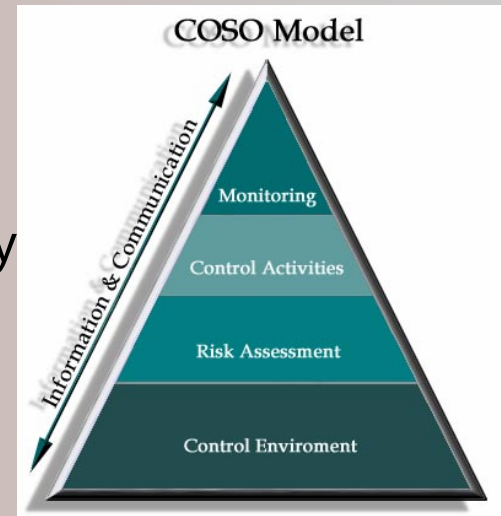 COSO Model
Information & Communication
y
Monitoring
Control Activities
Risk Assessment
Control Enviroment